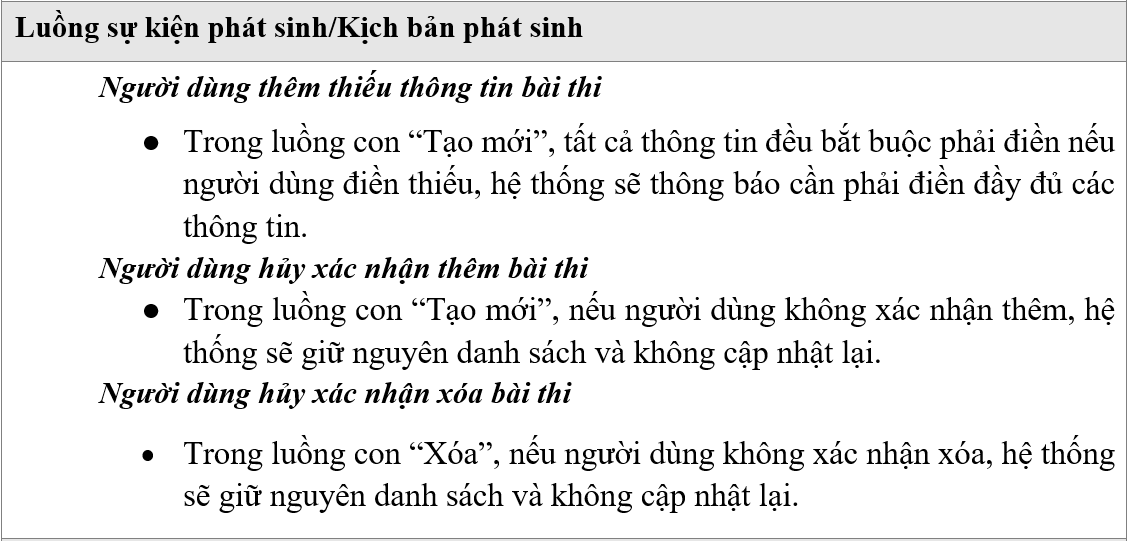 Luồng sự kiện phát sinh/Kịch bản phát sinh
Người dùng thêm thiếu thông tin bài thi
● Trong luồng con “Tạo mới”, tất cả thông tin đều bắt buộc phải điền nếu
người dùng điền thiếu, hệ thống sẽ thông báo cần phải điền đầy đủ các
thông tin.
Người dùng hủy xác nhận thêm bài thi
● Trong luồng con “Tạo mới”, nếu người dùng không xác nhận thêm, hệ
thống sẽ giữ nguyên danh sách và không cập nhật lại.
Người dùng hủy xác nhận xóa bài thi
• Trong luồng con “Xóa”, nếu người dùng không xác nhận xóa, hệ thống
sẽ giữ nguyên danh sách và không cập nhật lại.